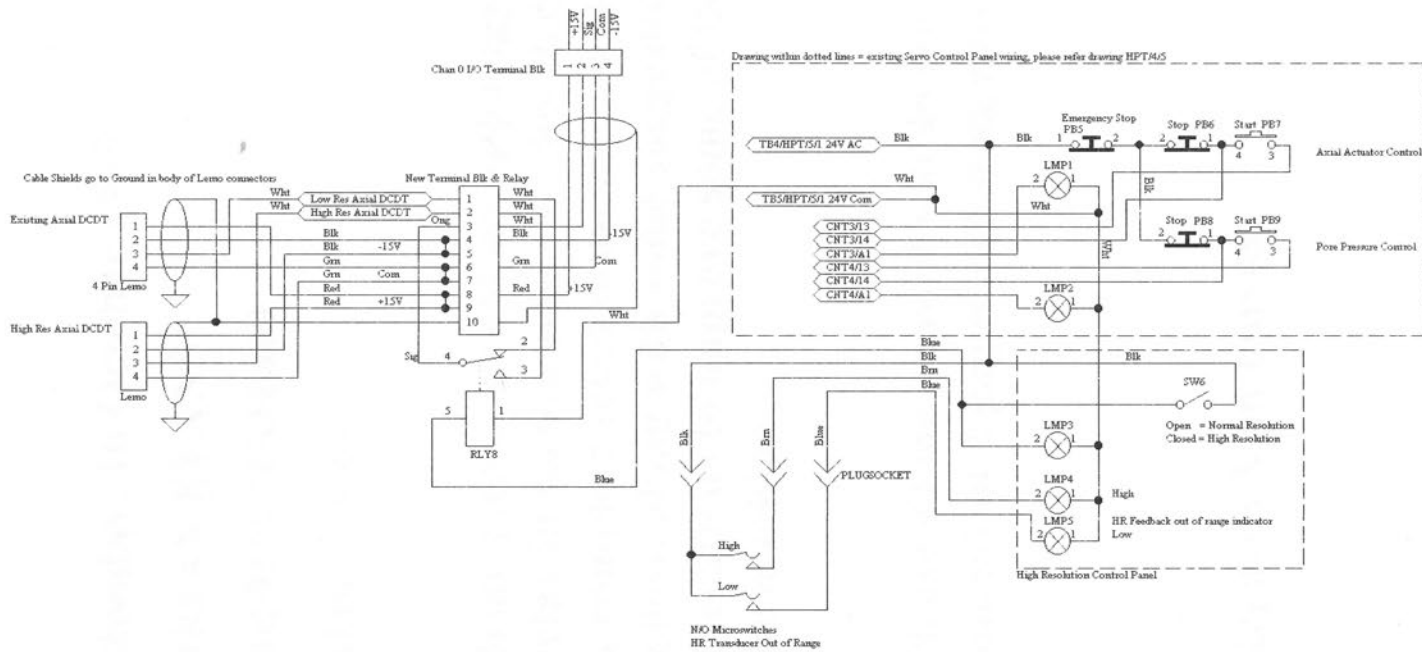 +15V
Sig
Com
-15V
Chan 0 I/O Terminal Blk
1 2 3 4
Drawing within dotted lines = existing Servo Control Panel wiring, please refer drawing HPT/4/5
TB4/HPT/5/1 24V AC
Blk
Blk
Emergency Stop
PB5
1 2
Stop PB6
2 1
Start PB7
4 3
Axial Actuator Control
LMP1
2 1
Wht
Wht
Blk
TB5/HPT/5/1 24V Com
CNT3/13
CNT3/14
CNT3/A1
CNT4/13
CNT4/14
CNT4/A1
Stop PB8
2 1
Start PB9
4 3
Pore Pressure Control
Wht
LMP2
2 1
Cable Shields go to Ground in body of Lemo connectors
New Terminal Blk & Relay
Existing Axial DCDT
1
2
3
4
4 Pin Lemo
Wht
Low Res Axial DCDT
Wht
High Res Axial DCDT
Ong
Blk
Blk -15V
Grn
Grn Com
Red
Red +15V
1
2
3
4
5
6
7
8
9
10
Wht
Wht
Wht
Blk
-15V
Grn
Com
Red
+15V
Wht
High Res Axial DCDT
1
2
3
4
Lemo
Sig
4
2
3
5 1
RLY8
Blue
Blue
Blk
Brn
Blue
Blk
SW6
Open = Normal Resolution
Closed = High Resolution
LMP3
2 1
LMP4
2 1
High
LMP5
2 1
HR Feedback out of range indicator
Low
High Resolution Control Panel
Blk
Brn
Blue
PLUGSOCKET
High
Low
N/O Microswitches
HR Transducer Out of Range